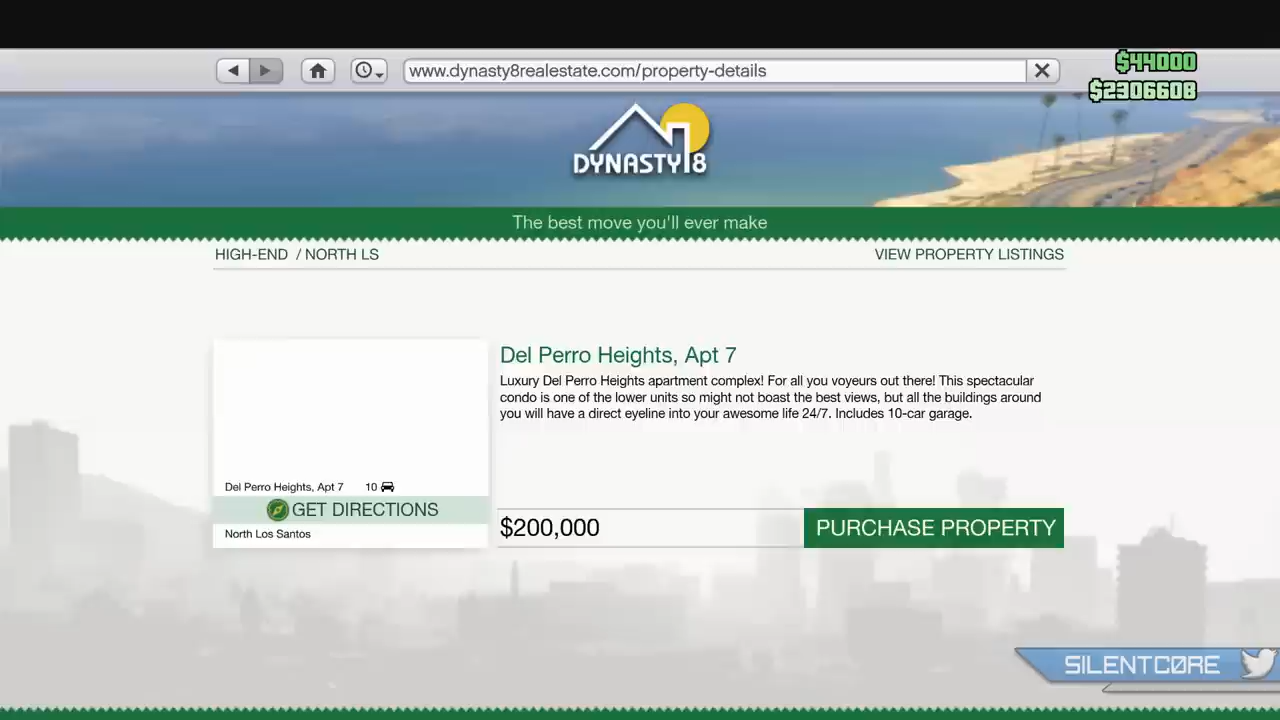 www.dynasty8realestate.com/property-details
$44000
$2306608
DYNASTY 8
The best move you'll ever make
HIGH-END / NORTH LS
VIEW PROPERTY LISTINGS
Del Perro Heights, Apt 7
Luxury Del Perro Heights apartment complex! For all you voyeurs out there! This spectacular
condo is one of the lower units so might not boast the best views, but all the buildings around
you will have a direct eyeline into your awesome life 24/7. Includes 10-car garage.
Del Perro Heights, Apt 7 10
GET DIRECTIONS
North Los Santos
$200,000
PURCHASE PROPERTY
SILENTC0RE